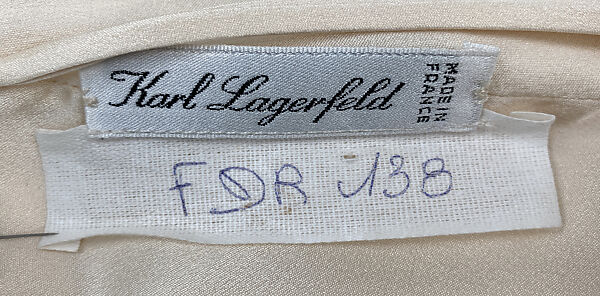 Karl Lagerfeld
MADE IN
FRANCE
FDR 138